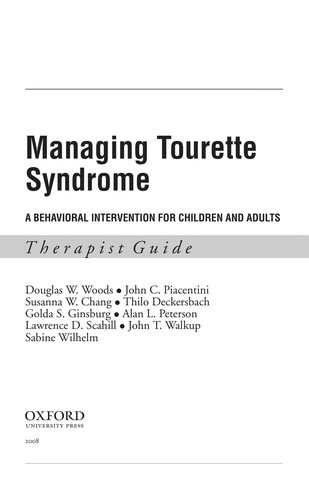 Managing Tourette
Syndrome
A BEHAVIORAL INTERVENTION FOR CHILDREN AND ADULTS
Therapist Guide
Douglas W. Woods • John C. Piacentini
Susanna W. Chang • Thilo Deckersbach
Golda S. Ginsburg • Alan L. Peterson
Lawrence D. Scahill • John T. Walkup
Sabine Wilhelm
OXFORD
UNIVERSITY PRESS
2008